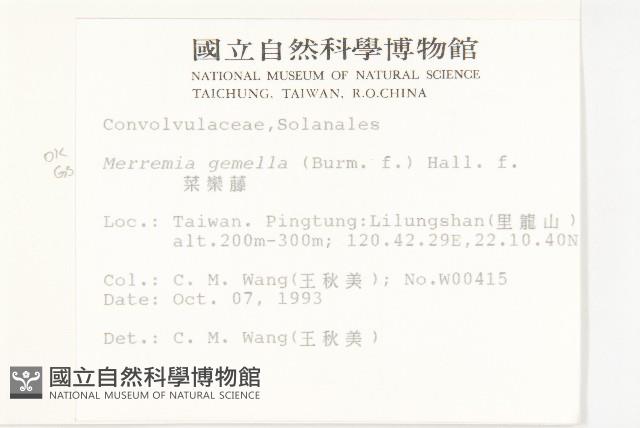 國立自然科學博物館
NATIONAL MUSEUM OF NATURAL SCIENCE
TAICHUNG, TAIWAN, R.O.CHINA
Convolvulaceae,Solanales
OK
GS
Merremia gemella (Burm. f.) Hall. f.
菜欒藤
Loc.: Taiwan. Pingtung:Lilungshan(里龍山)
alt.200m-300m; 120.42.29E,22.10.40N
Col.: C. M. Wang(王秋美); No.W00415
Date: Oct. 07, 1993
Det.: C. M. Wang(王秋美)
國立自然科學博物館
NATIONAL MUSEUM OF NATURAL SCIENCE